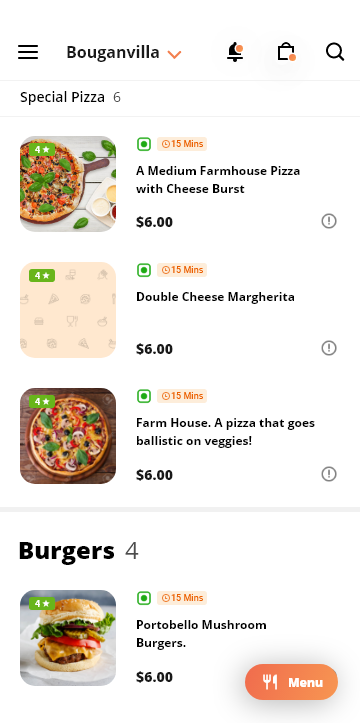 Bouganvilla
Special Pizza 6
4
15 Mins
A Medium Farmhouse Pizza
with Cheese Burst
$6.00
4
15 Mins
Double Cheese Margherita
$6.00
4
15 Mins
Farm House. A pizza that goes
ballistic on veggies!
$6.00
Burgers 4
4
15 Mins
Portobello Mushroom
Burgers.
$6.00
Menu